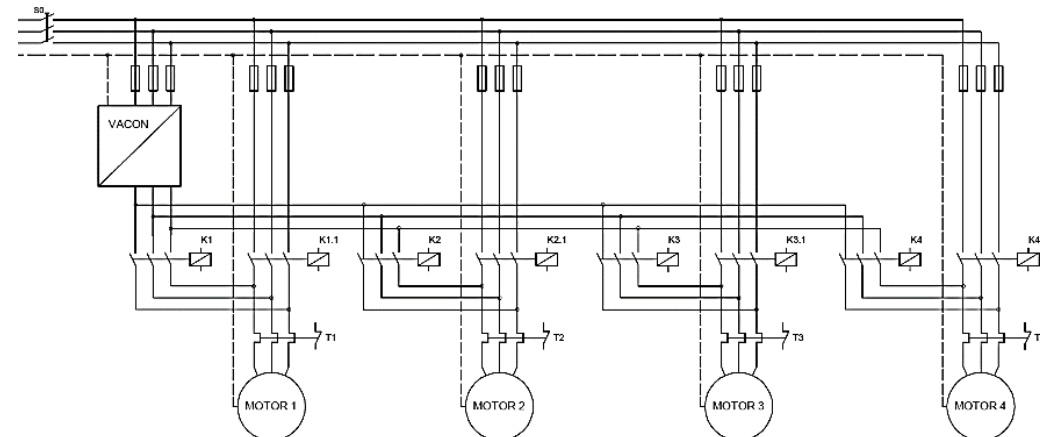 S0
VACON
K1
K1.1
K2
K2.1
K3
K3.1
K4
K4
T1
T2
T3
T
MOTOR 1
MOTOR 2
MOTOR 3
MOTOR 4